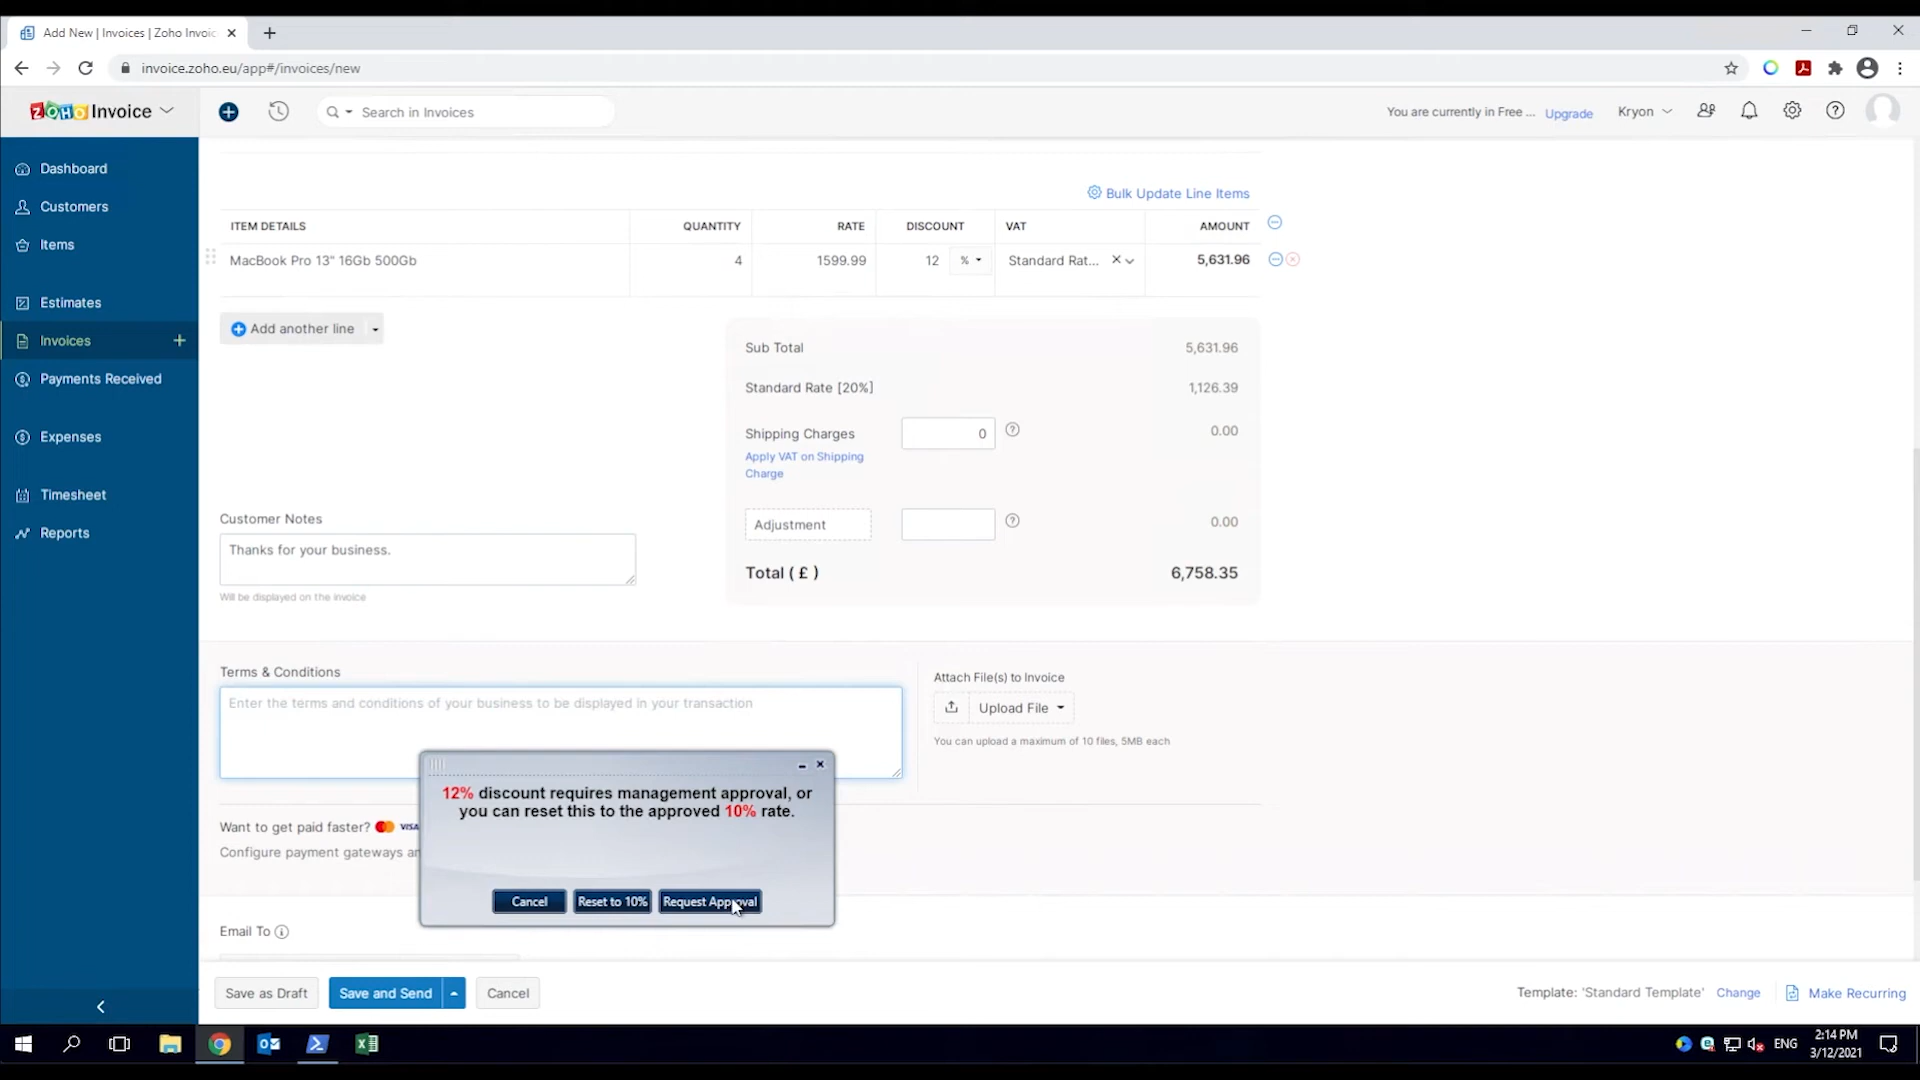 Add New | Invoices | Zoho Invoic
invoice.zoho.eu/app#/invoices/new
ZOHO Invoice
Search in Invoices
You are currently in Free ... Upgrade
Kryon
Dashboard
Customers
Items
Estimates
Invoices
Payments Received
Expenses
Timesheet
Reports
Bulk Update Line Items
ITEM DETAILS QUANTITY RATE DISCOUNT VAT AMOUNT
MacBook Pro 13" 16Gb 500Gb 4 1599.99 12 % Standard Rat... 5,631.96
Add another line
Sub Total 5,631.96
Standard Rate [20%] 1,126.39
Shipping Charges 0 0.00
Apply VAT on Shipping
Charge
Adjustment 0.00
Total ( £ ) 6,758.35
Customer Notes
Thanks for your business.
Will be displayed on the invoice
Terms & Conditions
Enter the terms and conditions of your business to be displayed in your transaction
Attach File(s) to Invoice
Upload File
You can upload a maximum of 10 files, 5MB each
12% discount requires management approval, or
you can reset this to the approved 10% rate.
Cancel Reset to 10% Request Approval
Want to get paid faster? VISA
Configure payment gateways
Email To
Save as Draft Save and Send Cancel
Template: 'Standard Template' Change Make Recurring
ENG
2:14 PM
3/12/2021